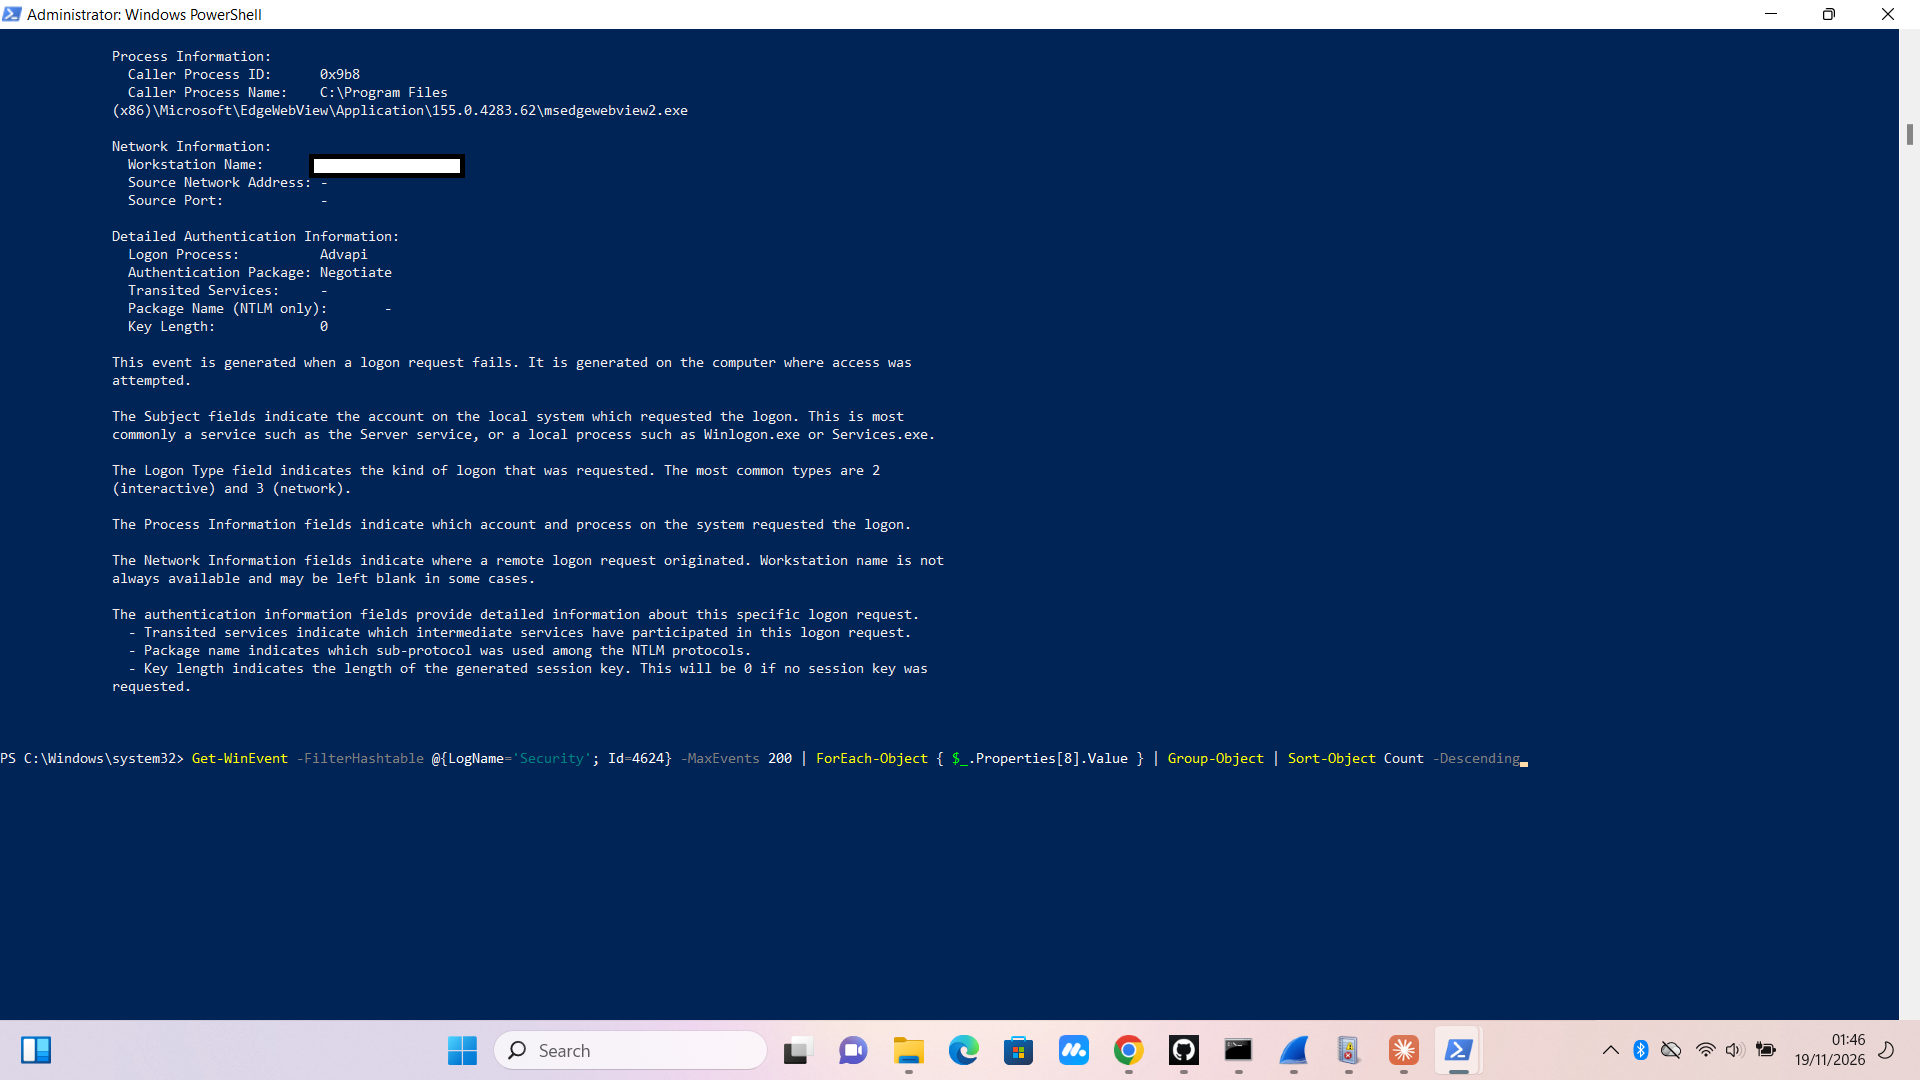 Administrator: Windows PowerShell
Process Information:
Caller Process ID: 0x9b8
Caller Process Name: C:\Program Files
(x86)\Microsoft\EdgeWebView\Application\155.0.4283.62\msedgewebview2.exe
Network Information:
Workstation Name:
Source Network Address: -
Source Port: -
Detailed Authentication Information:
Logon Process: Advapi
Authentication Package: Negotiate
Transited Services: -
Package Name (NTLM only): -
Key Length: 0
This event is generated when a logon request fails. It is generated on the computer where access was
attempted.
The Subject fields indicate the account on the local system which requested the logon. This is most
commonly a service such as the Server service, or a local process such as Winlogon.exe or Services.exe.
The Logon Type field indicates the kind of logon that was requested. The most common types are 2
(interactive) and 3 (network).
The Process Information fields indicate which account and process on the system requested the logon.
The Network Information fields indicate where a remote logon request originated. Workstation name is not
always available and may be left blank in some cases.
The authentication information fields provide detailed information about this specific logon request.
- Transited services indicate which intermediate services have participated in this logon request.
- Package name indicates which sub-protocol was used among the NTLM protocols.
- Key length indicates the length of the generated session key. This will be 0 if no session key was
requested.
PS C:\Windows\system32> Get-WinEvent -FilterHashtable @{LogName='Security'; Id=4624} -MaxEvents 200 | ForEach-Object { $_.Properties[8].Value } | Group-Object | Sort-Object Count -Descending
Search
01:46
19/11/2026